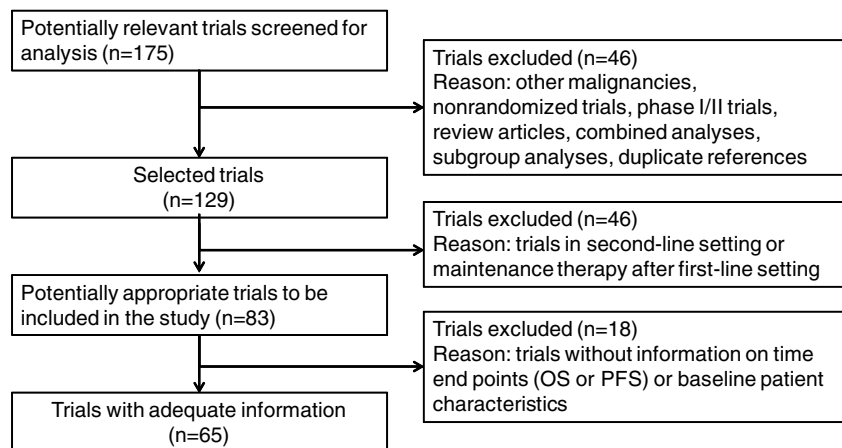 Potentially relevant trials screened for
analysis (n=175)
Trials excluded (n=46)
Reason: other malignancies,
nonrandomized trials, phase I/II trials,
review articles, combined analyses,
subgroup analyses, duplicate references
Selected trials
(n=129)
Trials excluded (n=46)
Reason: trials in second-line setting or
maintenance therapy after first-line setting
Potentially appropriate trials to be
included in the study (n=83)
Trials excluded (n=18)
Reason: trials without information on time
end points (OS or PFS) or baseline patient
characteristics
Trials with adequate information
(n=65)